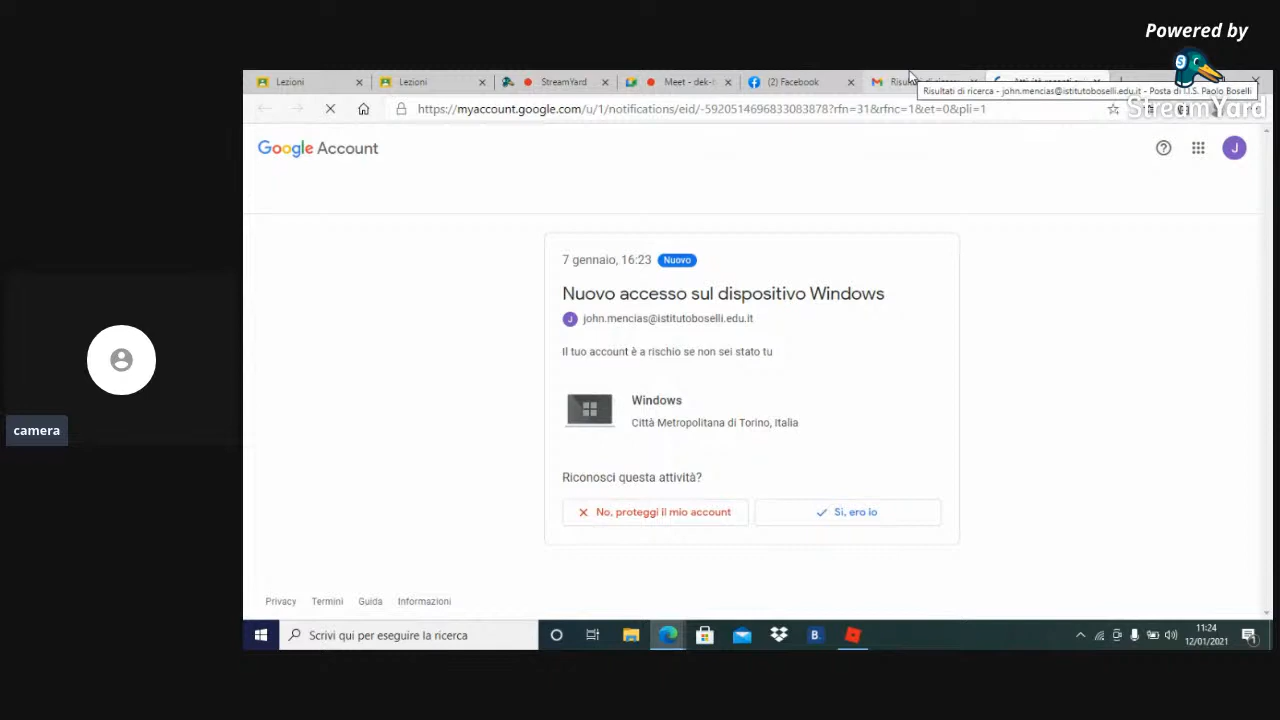 Powered by
StreamYard
Lezioni
Lezioni
StreamYard
Meet - dek-
(2) Facebook
Risultati di ricerca - john.mencias@istitutoboselli.edu.it - Posta di I.I.S. Paolo Boselli
https://myaccount.google.com/u/1/notifications/eid/-5920514696833083878?rfn=31&rfnc=1&et=0&pli=1
Google Account
J
7 gennaio, 16:23 Nuovo
Nuovo accesso sul dispositivo Windows
J john.mencias@istitutoboselli.edu.it
Il tuo account è a rischio se non sei stato tu
Windows
Città Metropolitana di Torino, Italia
Riconosci questa attività?
No, proteggi il mio account
Sì, ero io
camera
Privacy Termini Guida Informazioni
Scrivi qui per eseguire la ricerca
B.
11:24
12/01/2021
1